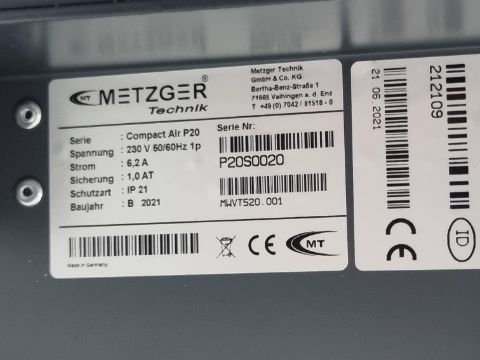 MT METZGER®
Technik
Metzger Technik
GmbH & Co. KG
Bertha-Benz-Straße 1
71665 Vaihingen a. d. Enz
T +49 (0) 7042 / 81518 - 0
Serie : Compact Air P20
Spannung : 230 V 50/60Hz 1p
Strom : 6,2 A
Sicherung : 1,0 AT
Schutzart : IP 21
Baujahr : B 2021
Serie Nr:
P20S0020
MWVT520.001
Made in Germany
CE MT
21 06 2021
212109
CE
ID